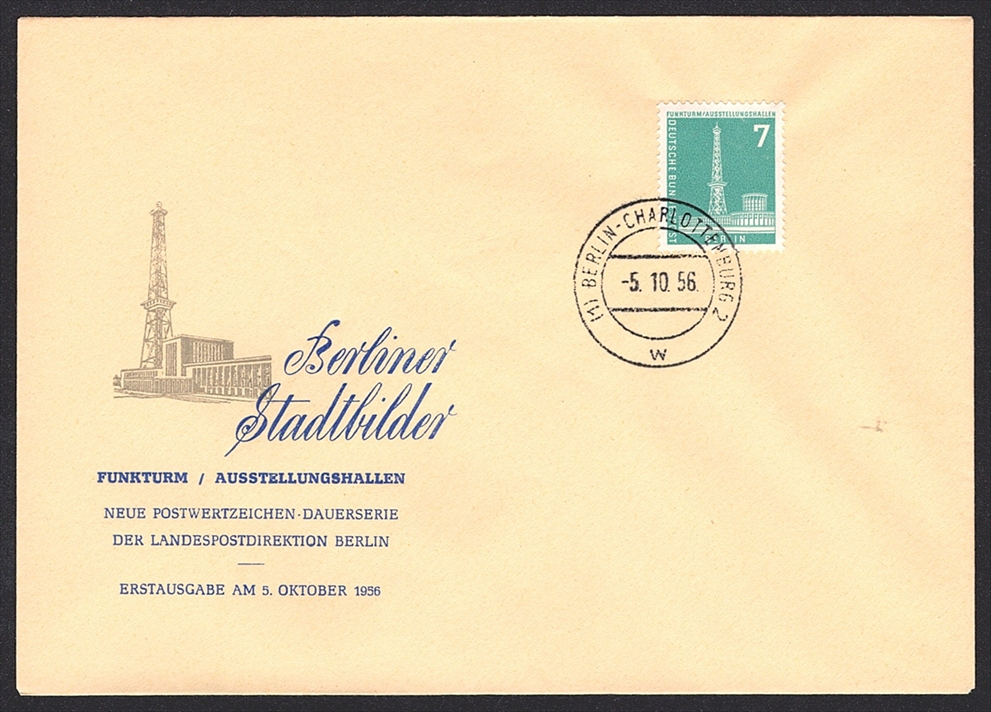 FUNKTURM/AUSSTELLUNGSHALLEN
7
DEUTSCHE BUNDESPOST
BERLIN
(1) BERLIN-CHARLOTTENBURG 2
-5. 10. 56.
w
Berliner
Stadtbilder
FUNKTURM / AUSSTELLUNGSHALLEN
NEUE POSTWERTZEICHEN-DAUERSERIE
DER LANDESPOSTDIREKTION BERLIN
ERSTAUSGABE AM 5. OKTOBER 1956